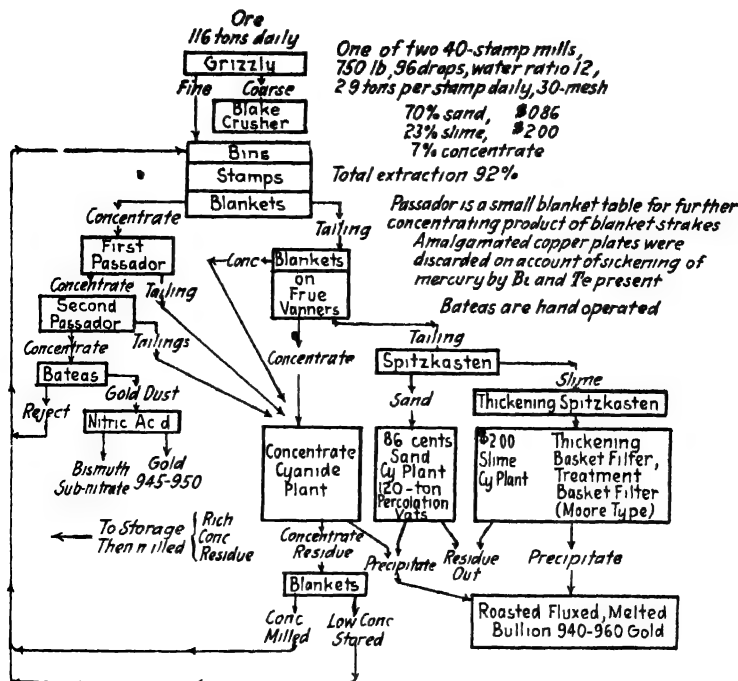 Ore
116 tons daily
Grizzly
Fine
Coarse
Blake
Crusher
Bins
Stamps
Blankets
One of two 40-stamp mills,
750 lb, 96 drops, water ratio 12,
2 9 tons per stamp daily, 30-mesh
70% sand, $0 86
23% slime, $2 00
7% concentrate
Total extraction 92%
Passador is a small blanket table for further
concentrating product of blanket strakes
Amalgamated copper plates were
discarded on account of sickening of
mercury by Bi and Te present
Bateas are hand operated
Concentrate
Tailing
First
Passador
Conc
Blankets
on
Frue
Vanners
Concentrate
Tailing
Second
Passador
Tailings
Concentrate
Tailing
Concentrate
Spitzkasten
Bateas
Gold Dust
Reject
Nitric Acid
Sand
Slime
Thickening Spitzkasten
Bismuth
Sub-nitrate
Gold
945-950
Concentrate
Cyanide
Plant
86 cents
Sand
Cy Plant
120-ton
Percolation
Vats
$2 00
Slime
Cy Plant
Thickening
Basket Filter,
Treatment
Basket Filter
(Moore Type)
To Storage
Then milled
Rich
Conc
Residue
Concentrate
Residue
Precipitate
Residue
Out
Precipitate
Blankets
Conc
Milled
Low Conc
Stored
Roasted Fluxed, Melted
Bullion 940-960 Gold